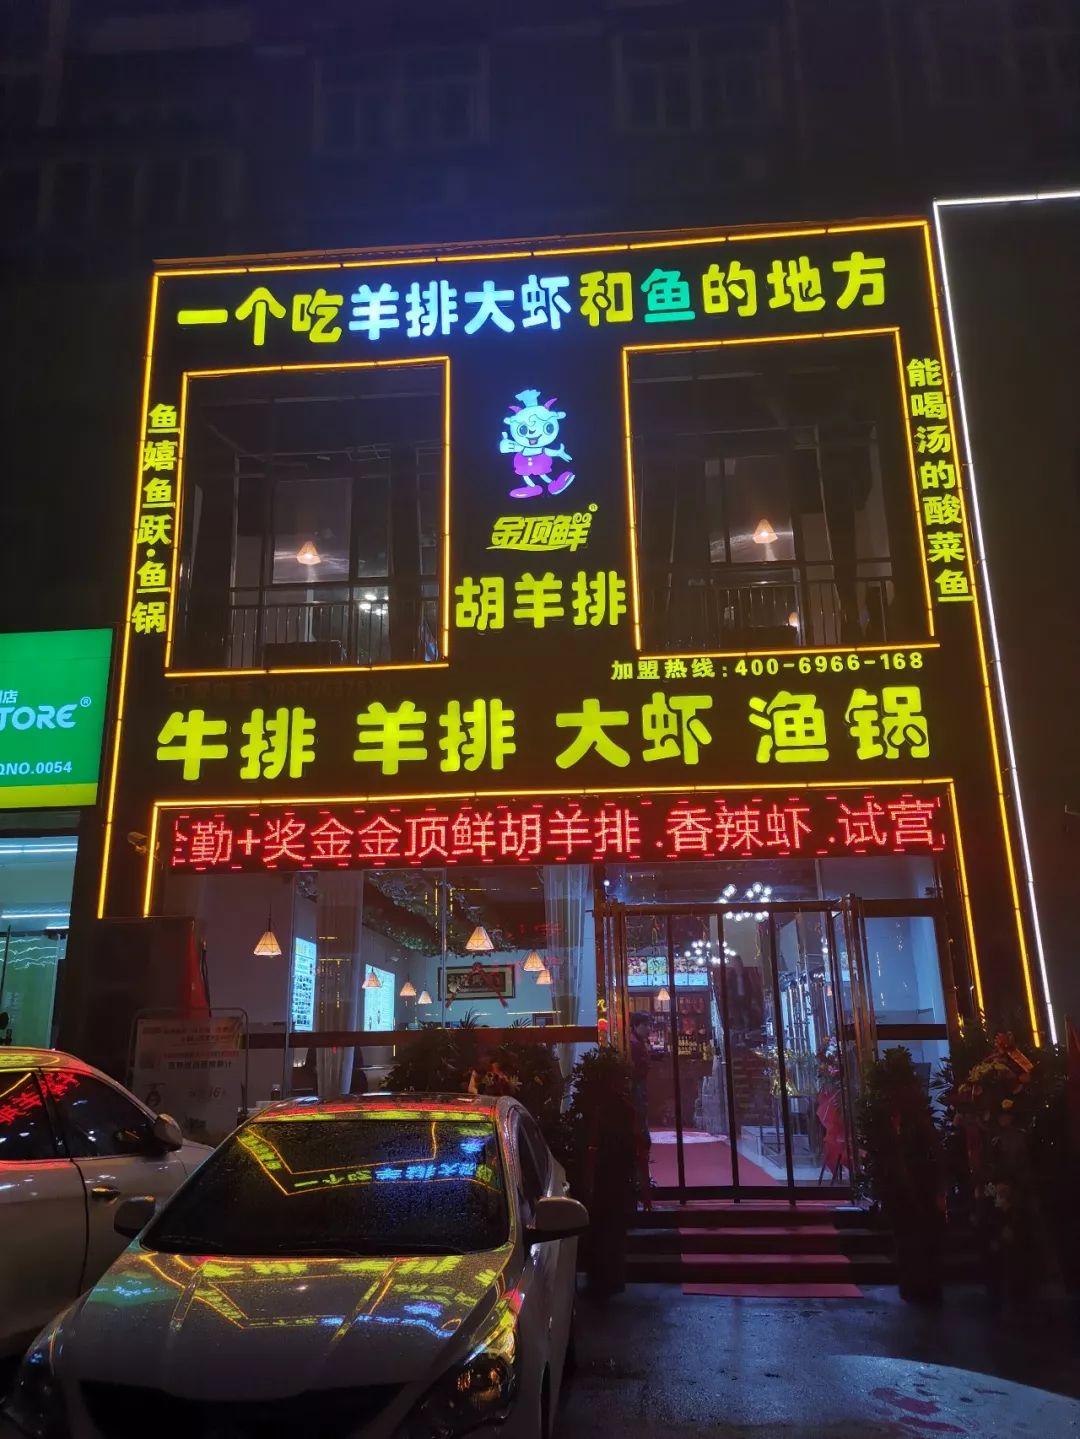 一个吃羊排大虾和鱼的地方
鱼嬉鱼跃·鱼锅
能喝汤的酸菜鱼
金顶鲜®
胡羊排
加盟热线:400-6966-168
牛排 羊排 大虾 渔锅
勤+奖金金顶鲜胡羊排.香辣虾.试营
店
TORE®
QNO.0054